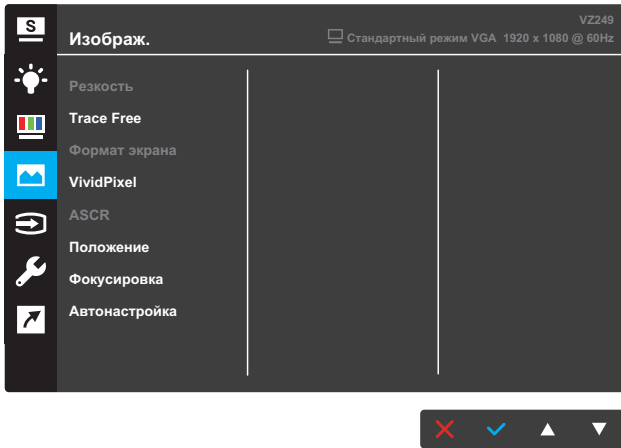 S
VZ249
Изображ.
Стандартный режим VGA 1920 x 1080 @ 60Hz
Резкость
Trace Free
Формат экрана
VividPixel
ASCR
Положение
Фокусировка
Автонастройка